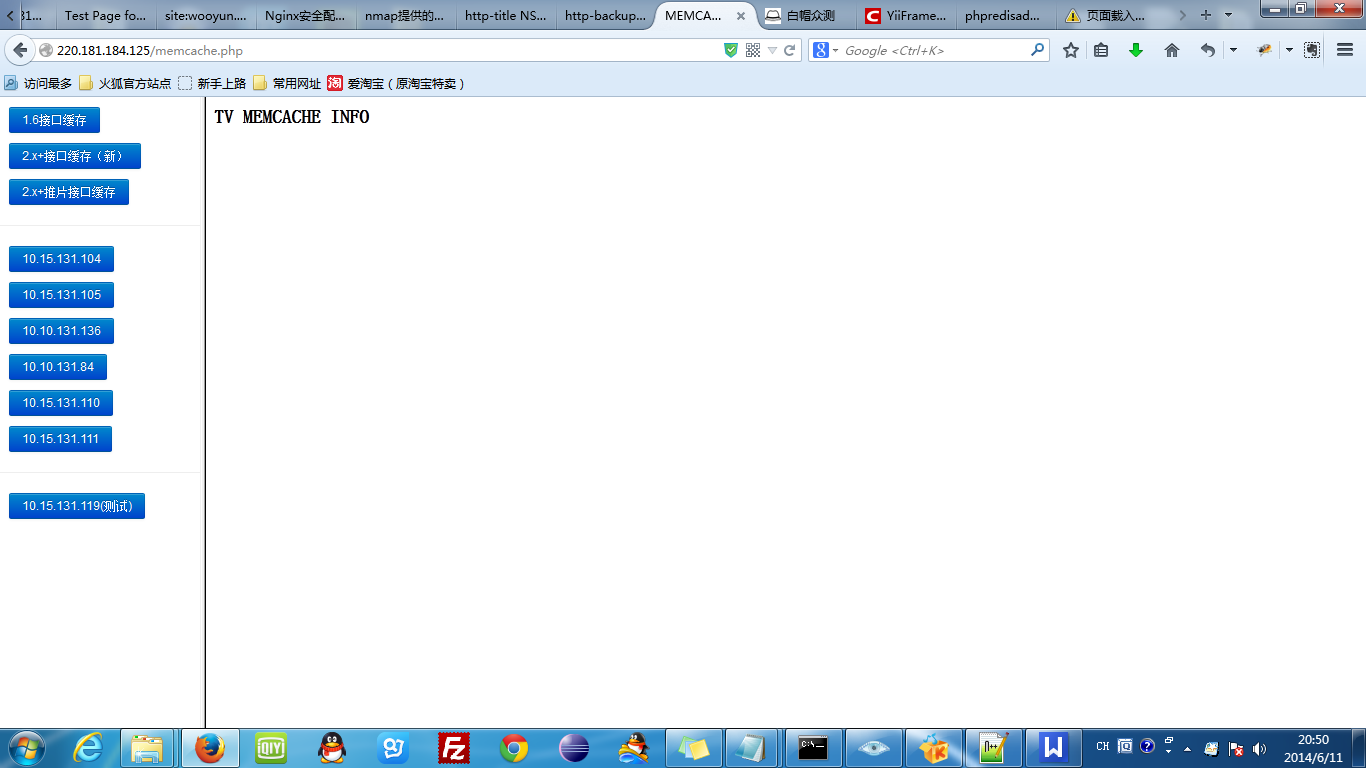 31...
Test Page fo...
site:wooyun....
Nginx安全配...
nmap提供的...
http-title NS...
http-backup...
MEMCA...
白帽众测
YiiFrame...
phpredisad...
页面载入...
220.181.184.125/memcache.php
Google <Ctrl+K>
访问最多
火狐官方站点
新手上路
常用网址
淘 爱淘宝（原淘宝特卖）
1.6接口缓存
2.x+接口缓存（新）
2.x+推片接口缓存
TV MEMCACHE INFO
10.15.131.104
10.15.131.105
10.10.131.136
10.10.131.84
10.15.131.110
10.15.131.111
10.15.131.119(测试)
QIY
Fz
C:\
CH
20:50
2014/6/11